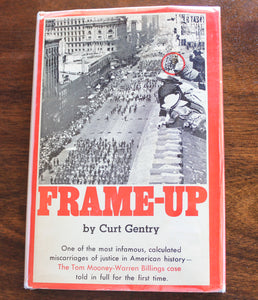 FRAME-UP
by Curt Gentry
One of the most infamous, calculated
miscarriages of justice in American history—
The Tom Mooney-Warren Billings case
told in full for the first time.